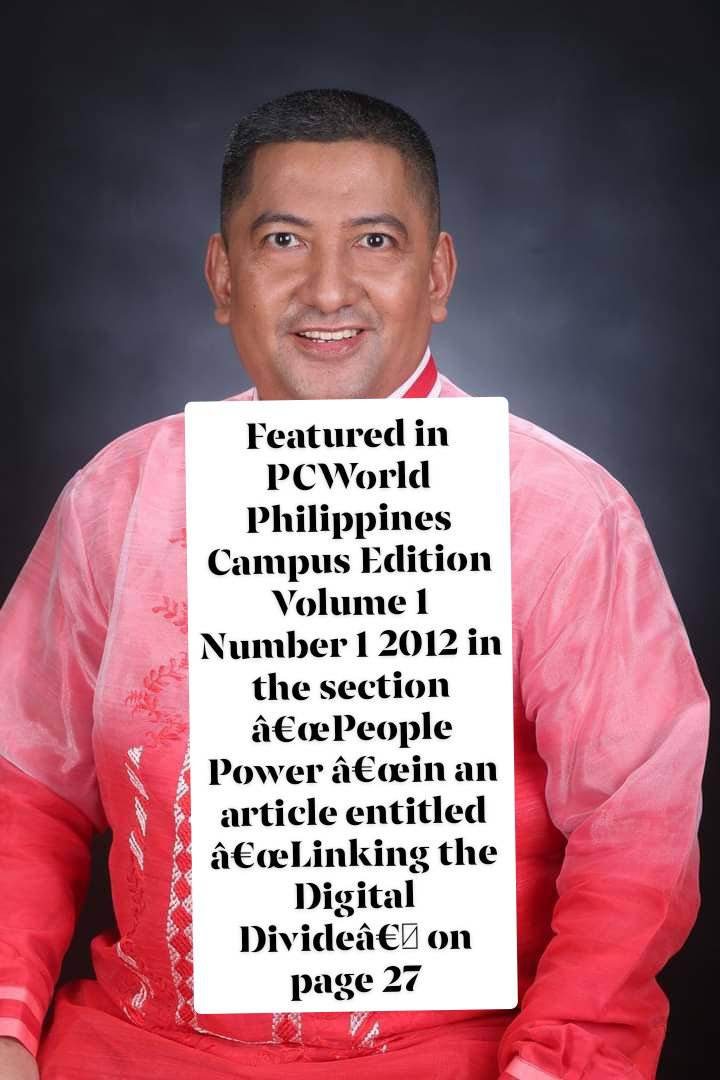 Featured in
PCWorld
Philippines
Campus Edition
Volume 1
Number 1 2012 in
the section
â€œPeople
Power â€œin an
article entitled
â€œLinking the
Digital
Divideâ€ on
page 27